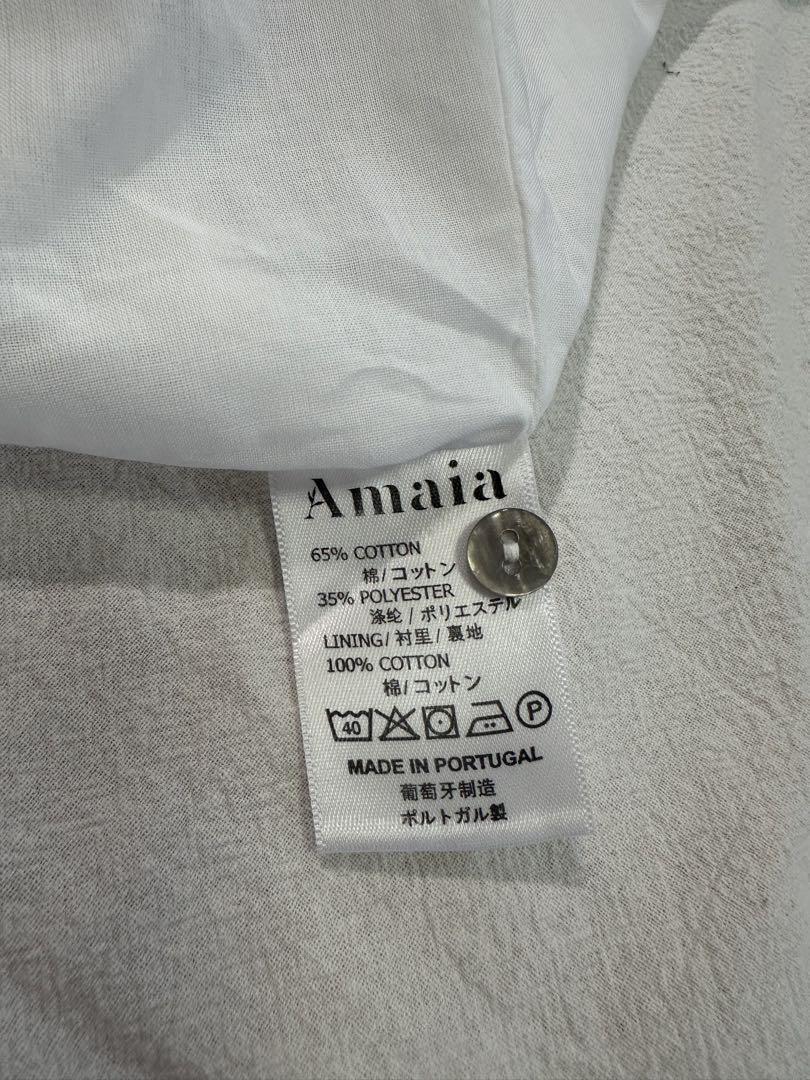 Amaia
65% COTTON
棉/コットン
35% POLYESTER
涤纶 / ポリエステル
LINING/衬里/裏地
100% COTTON
棉/コットン
40 P
MADE IN PORTUGAL
葡萄牙制造
ポルトガル製